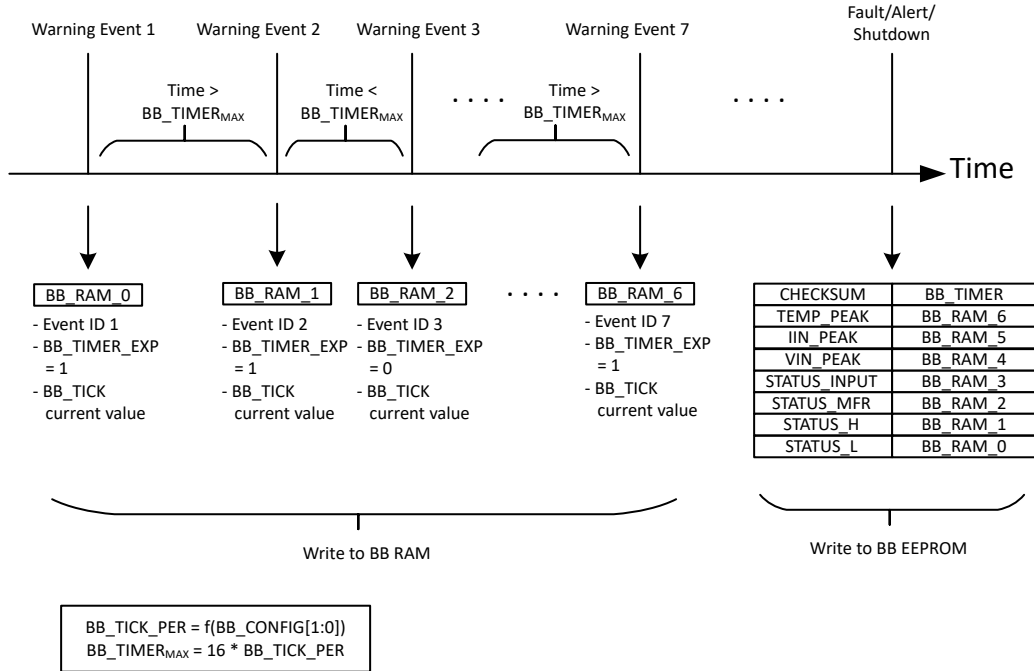 Warning Event 1
Warning Event 2
Warning Event 3
Warning Event 7
Fault/Alert/
Shutdown
Time >
BB_TIMERMAX
Time <
BB_TIMERMAX
. . . .
Time >
BB_TIMERMAX
. . . .
Time
BB_RAM_0
- Event ID 1
- BB_TIMER_EXP
= 1
- BB_TICK
current value
BB_RAM_1
- Event ID 2
- BB_TIMER_EXP
= 1
- BB_TICK
current value
BB_RAM_2
- Event ID 3
- BB_TIMER_EXP
= 0
- BB_TICK
current value
. . . .
BB_RAM_6
- Event ID 7
- BB_TIMER_EXP
= 1
- BB_TICK
current value
CHECKSUM BB_TIMER
TEMP_PEAK BB_RAM_6
IIN_PEAK BB_RAM_5
VIN_PEAK BB_RAM_4
STATUS_INPUT BB_RAM_3
STATUS_MFR BB_RAM_2
STATUS_H BB_RAM_1
STATUS_L BB_RAM_0
Write to BB RAM
Write to BB EEPROM
BB_TICK_PER = f(BB_CONFIG[1:0])
BB_TIMERMAX = 16 * BB_TICK_PER